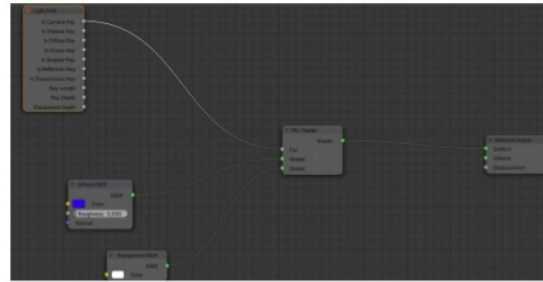 Light Path
Is Camera Ray
Is Shadow Ray
Is Diffuse Ray
Is Glossy Ray
Is Singular Ray
Is Reflection Ray
Is Transmission Ray
Ray Length
Ray Depth
Transparent Depth
Mix Shader
Shader
Fac
Shader
Shader
Material Output
Surface
Volume
Displacement
Diffuse BSDF
BSDF
Color
Roughness: 0.000
Normal
Transparent BSDF
BSDF
Color